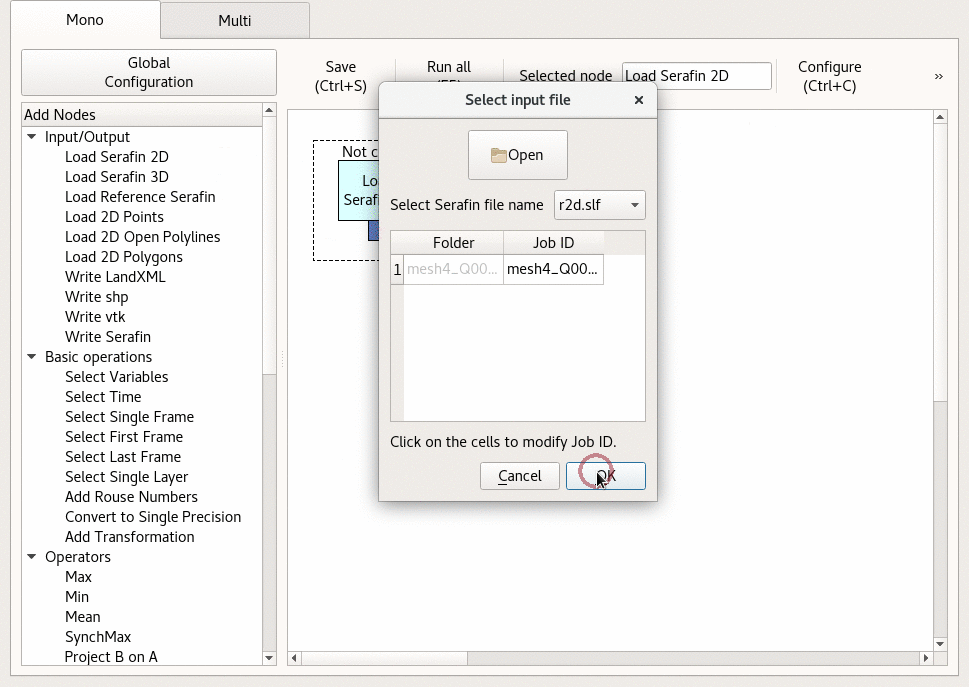 Mono
Multi
Global
Configuration
Save
(Ctrl+S)
Run all
Selected node
Load Serafin 2D
Configure
(Ctrl+C)
»
Add Nodes
Input/Output
Load Serafin 2D
Load Serafin 3D
Load Reference Serafin
Load 2D Points
Load 2D Open Polylines
Load 2D Polygons
Write LandXML
Write shp
Write vtk
Write Serafin
Basic operations
Select Variables
Select Time
Select Single Frame
Select First Frame
Select Last Frame
Select Single Layer
Add Rouse Numbers
Convert to Single Precision
Add Transformation
Operators
Max
Min
Mean
SynchMax
Project B on A
Not c
Lo
Seraf
Select input file
Open
Select Serafin file name
r2d.slf
Folder
Job ID
1
mesh4_Q00...
mesh4_Q00...
Click on the cells to modify Job ID.
Cancel
OK